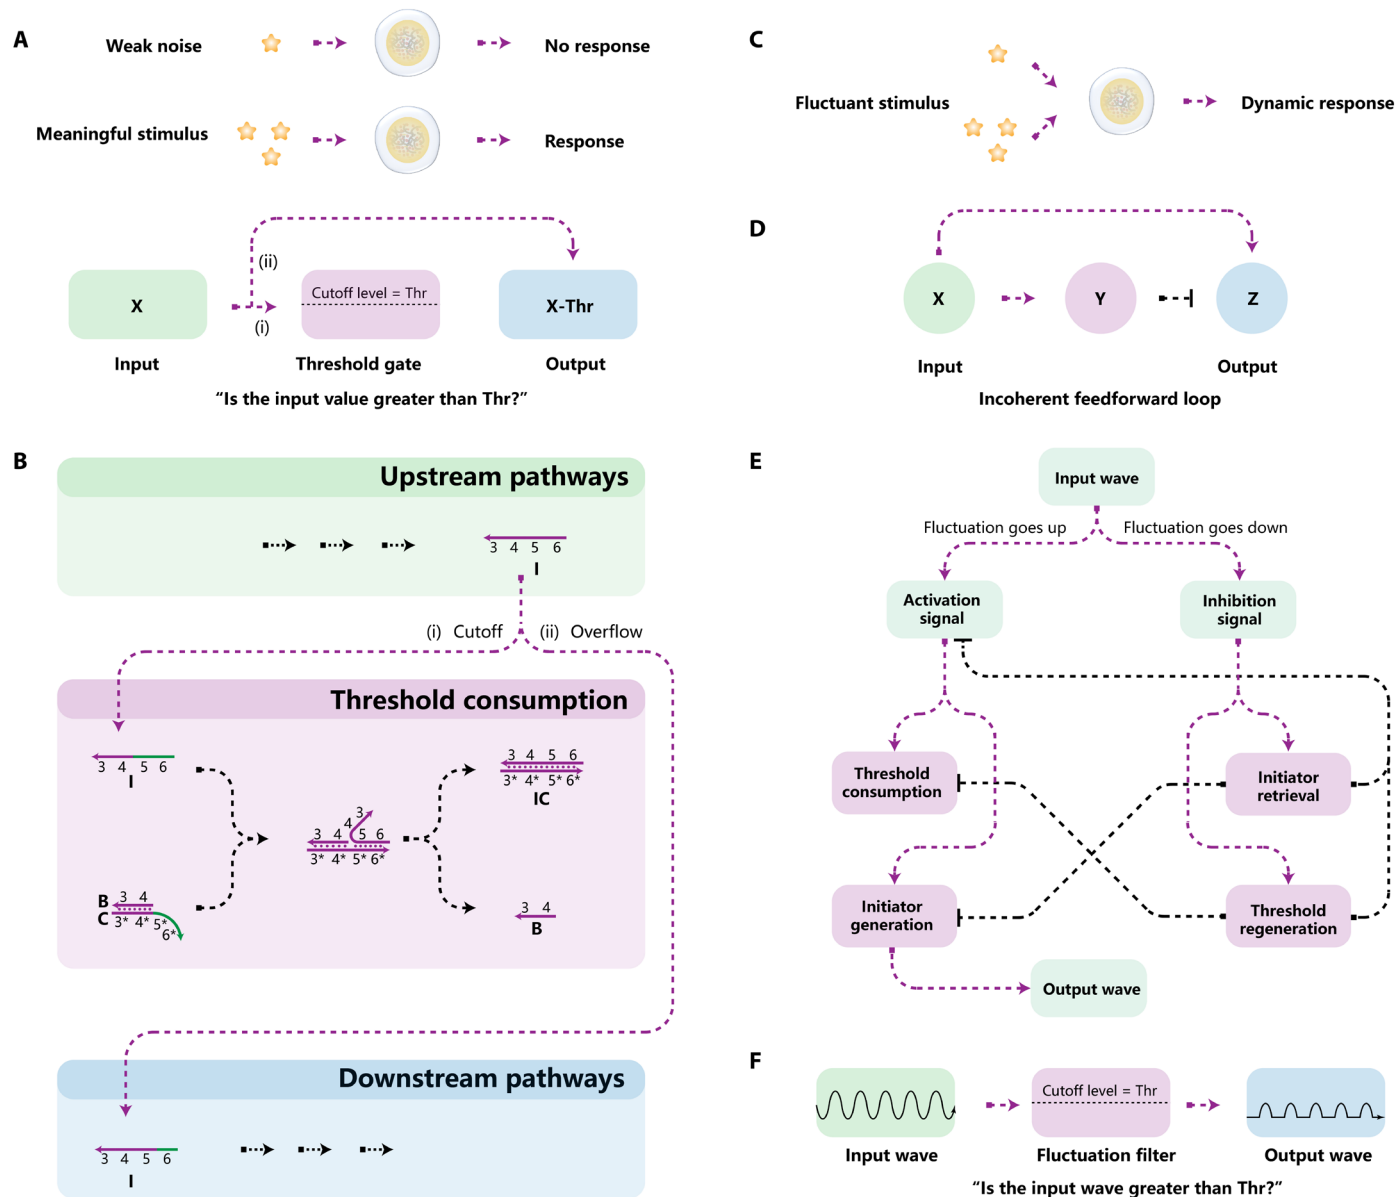 A
Weak noise
No response
Meaningful stimulus
Response
(ii)
X
Cutoff level = Thr
X-Thr
(i)
Input
Threshold gate
Output
“Is the input value greater than Thr?”
B
Upstream pathways
3 4 5 6
I
(i) Cutoff
(ii) Overflow
Threshold consumption
3 4 5 6
I
B
3 4
C
3* 4* 5*
6*
3
4
3 4 5 6
3* 4* 5* 6*
3 4 5 6
3* 4* 5* 6*
IC
3 4
B
Downstream pathways
3 4 5 6
I
C
Fluctuant stimulus
Dynamic response
D
X
Y
Z
Input
Output
Incoherent feedforward loop
E
Input wave
Fluctuation goes up
Fluctuation goes down
Activation
signal
Inhibition
signal
Threshold
consumption
Initiator
retrieval
Initiator
generation
Threshold
regeneration
Output wave
F
Cutoff level = Thr
Input wave
Fluctuation filter
Output wave
“Is the input wave greater than Thr?”